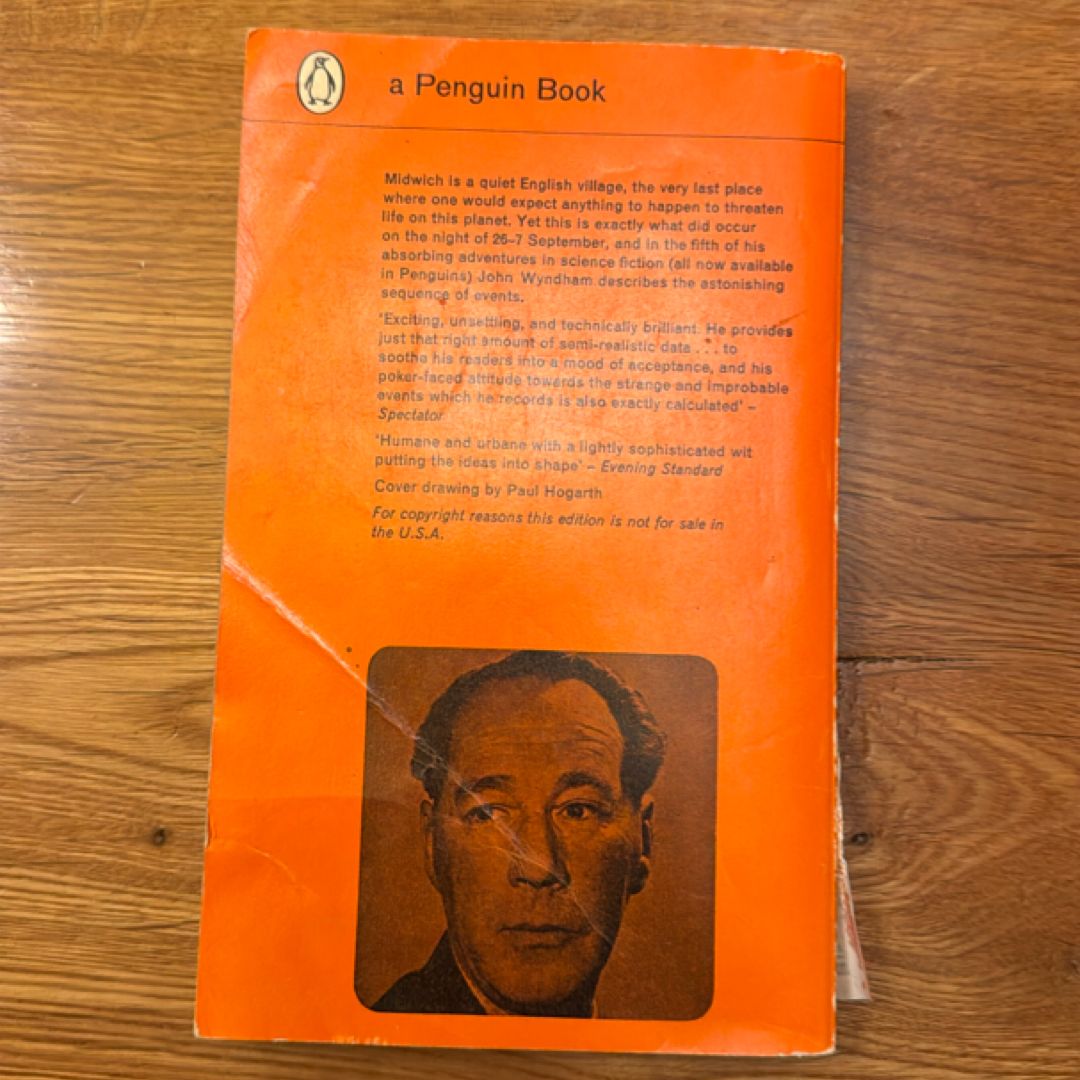 a Penguin Book
Midwich is a quiet English village, the very last place
where one would expect anything to happen to threaten
life on this planet. Yet this is exactly what did occur
on the night of 26–7 September, and in the fifth of his
absorbing adventures in science fiction (all now available
in Penguins) John Wyndham describes the astonishing
sequence of events.
'Exciting, unsettling, and technically brilliant. He provides
just that right amount of semi-realistic data . . . to
soothe his readers into a mood of acceptance, and his
poker-faced attitude towards the strange and improbable
events which he records is also exactly calculated' –
Spectator
'Humane and urbane with a lightly sophisticated wit
putting the ideas into shape' – Evening Standard
Cover drawing by Paul Hogarth
For copyright reasons this edition is not for sale in
the U.S.A.